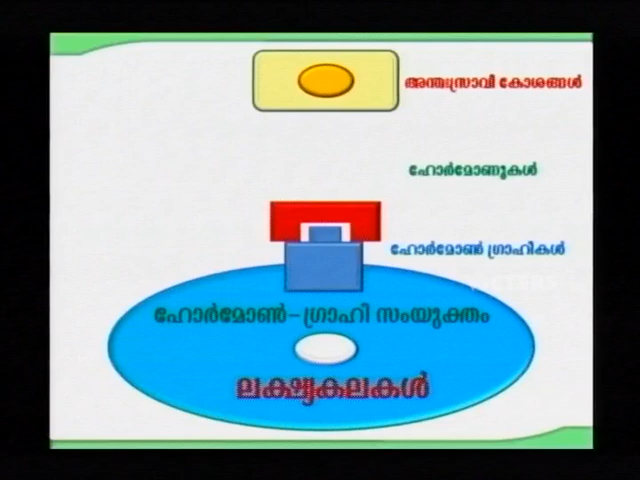 അന്തഃസ്രാവി കോശങ്ങൾ
ഹോർമോണുകൾ
ഹോർമോൺ ഗ്രാഹികൾ
ഹോർമോൺ-ഗ്രാഹി സംയുക്തം
ലക്ഷ്യകലകൾ